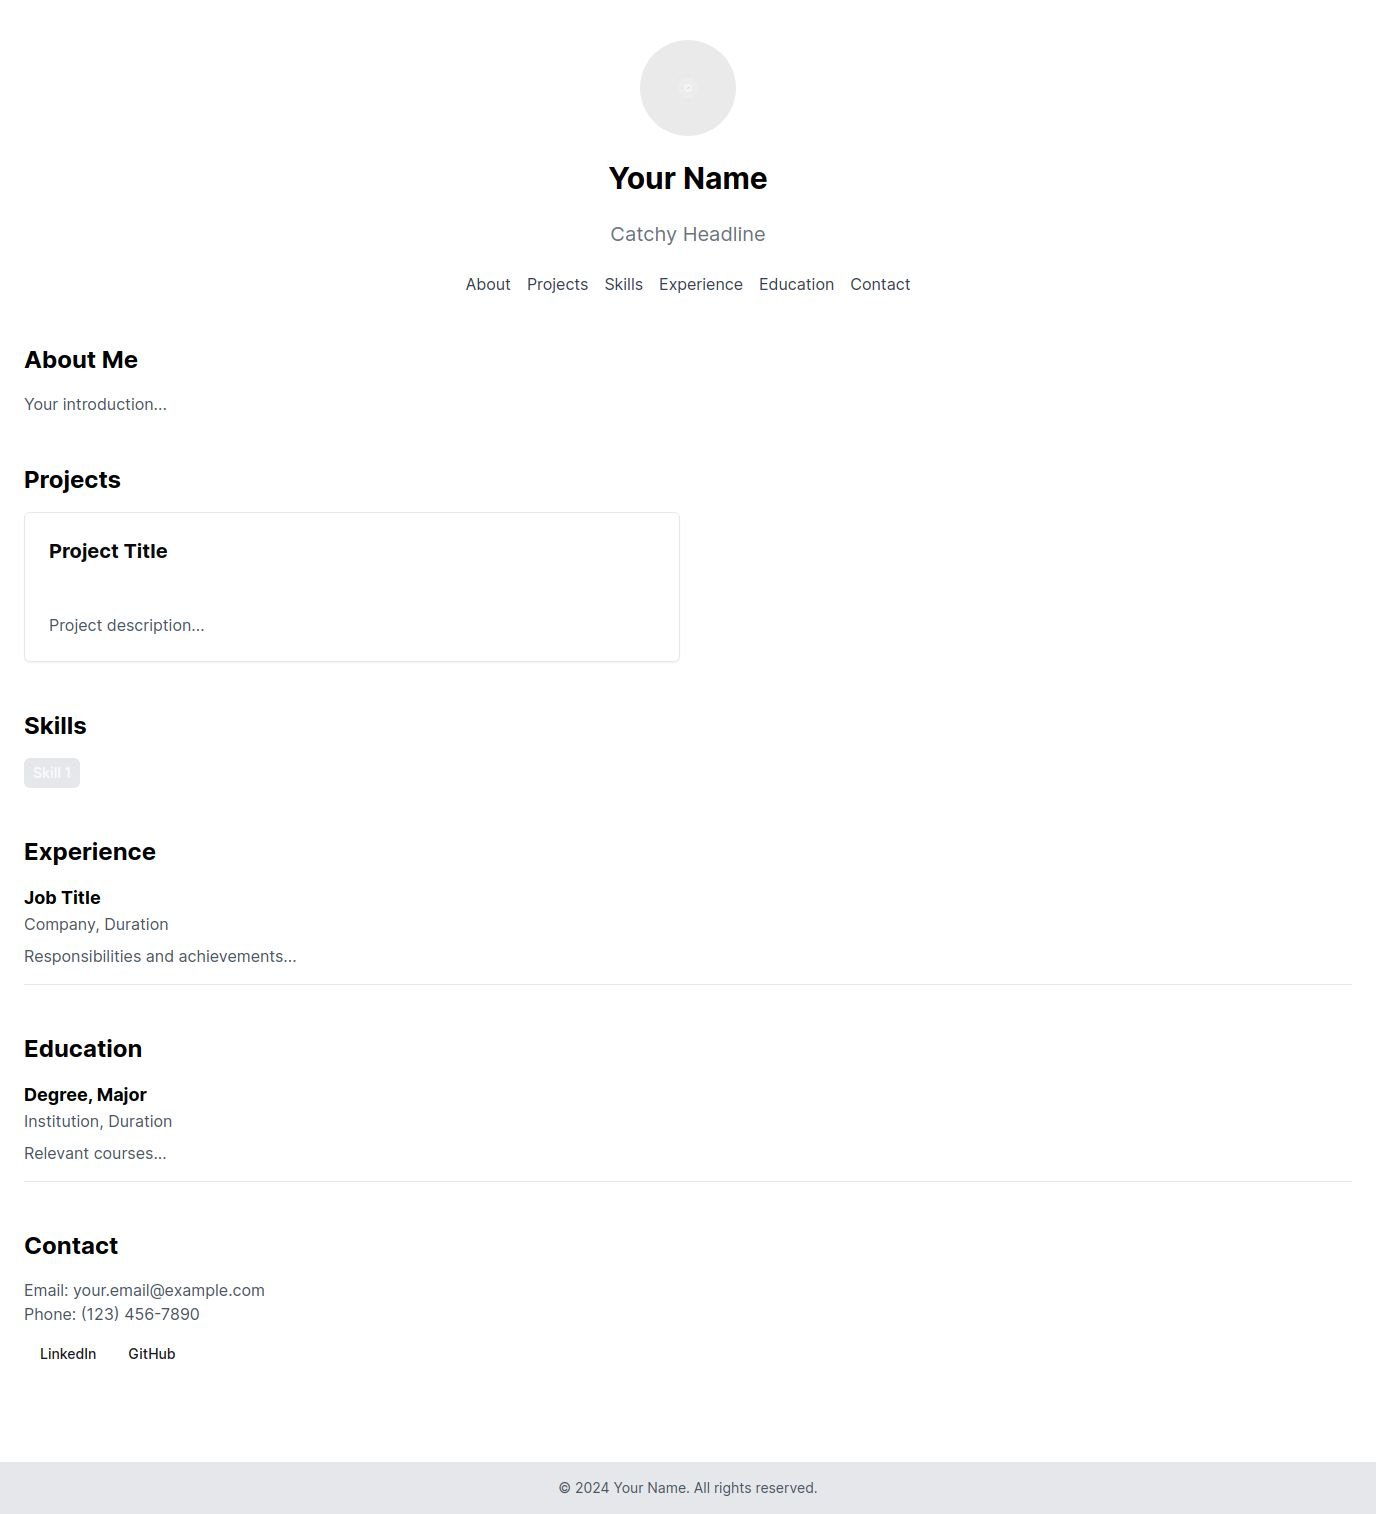 Your Name
Catchy Headline
About Projects Skills Experience Education Contact
About Me
Your introduction...
Projects
Project Title
Project description...
Skills
Skill 1
Experience
Job Title
Company, Duration
Responsibilities and achievements...
Education
Degree, Major
Institution, Duration
Relevant courses...
Contact
Email: your.email@example.com
Phone: (123) 456-7890
LinkedIn GitHub
© 2024 Your Name. All rights reserved.